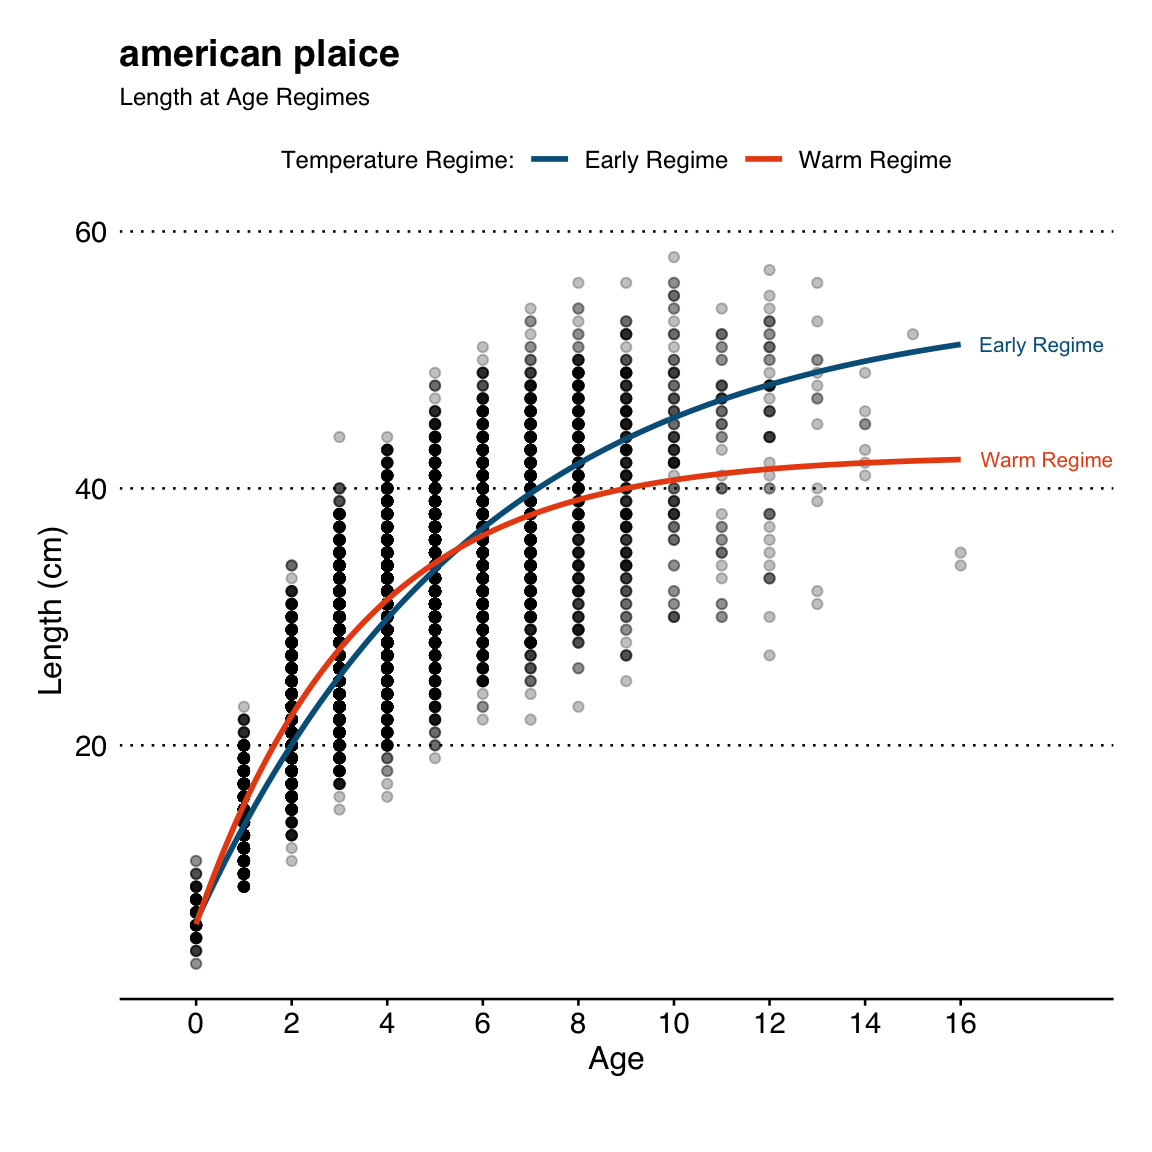 american plaice
Length at Age Regimes
Temperature Regime: Early Regime Warm Regime
60
Early Regime
Warm Regime
40
20
Length (cm)
0 2 4 6 8 10 12 14 16
Age